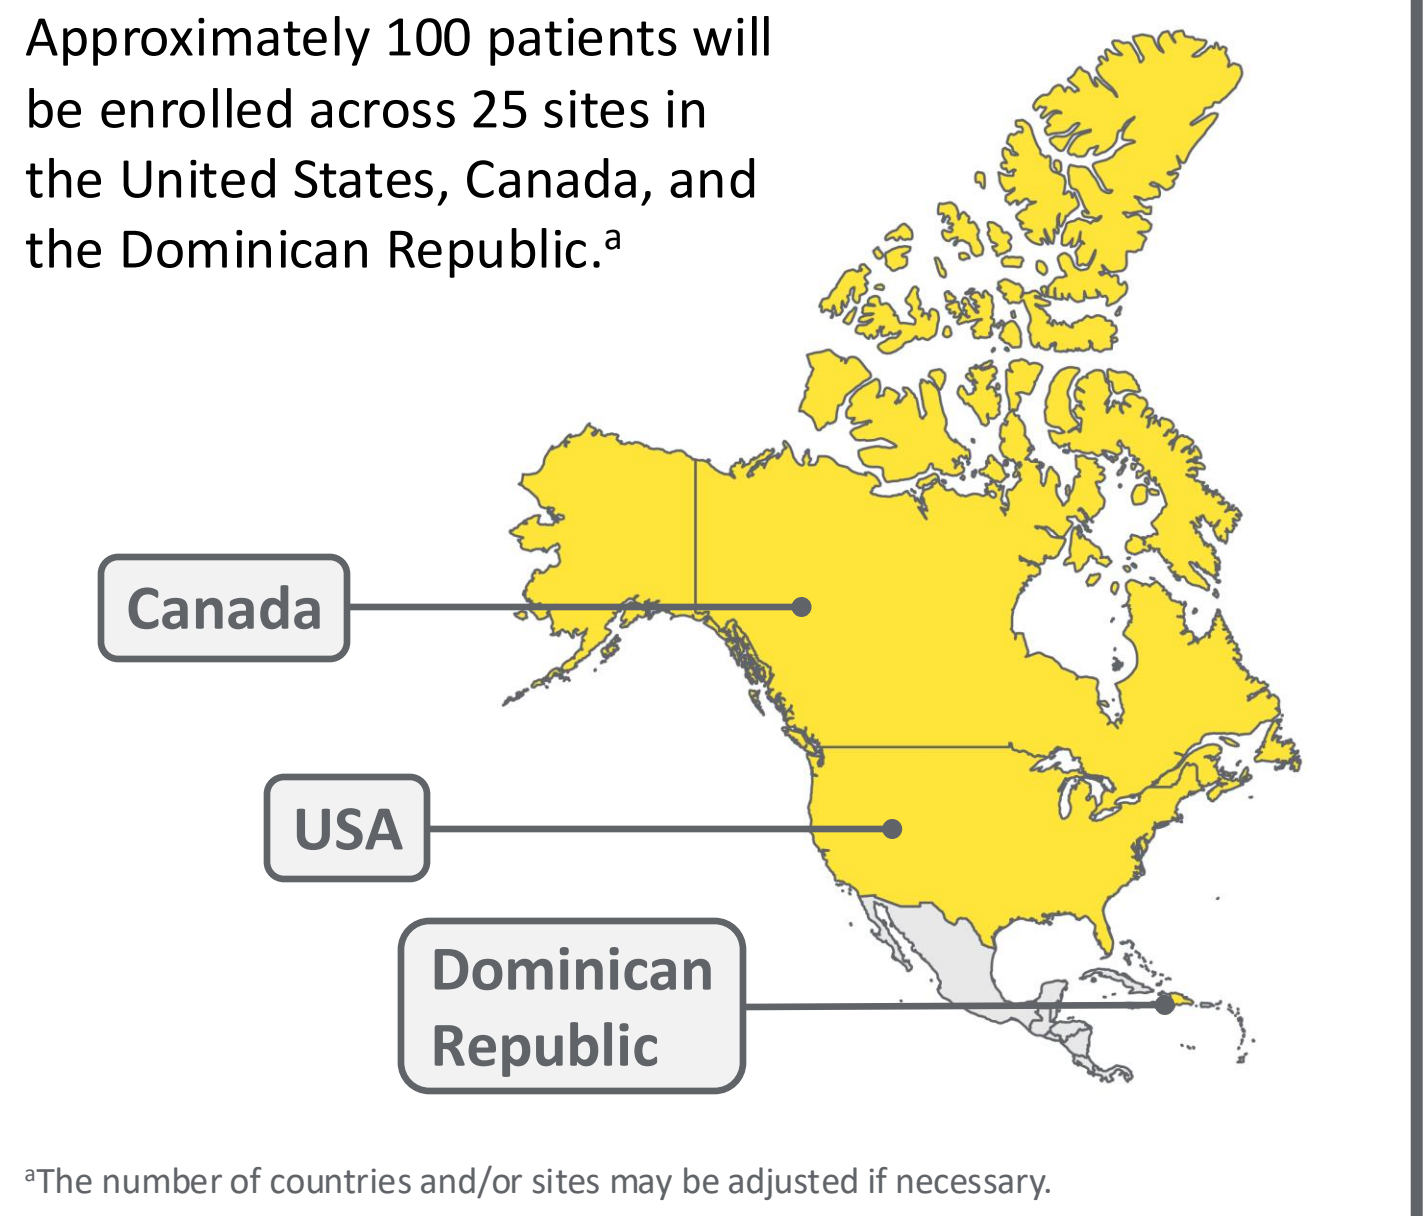 Approximately 100 patients will
be enrolled across 25 sites in
the United States, Canada, and
the Dominican Republic.ᵃ
Canada
USA
Dominican
Republic
ᵃThe number of countries and/or sites may be adjusted if necessary.